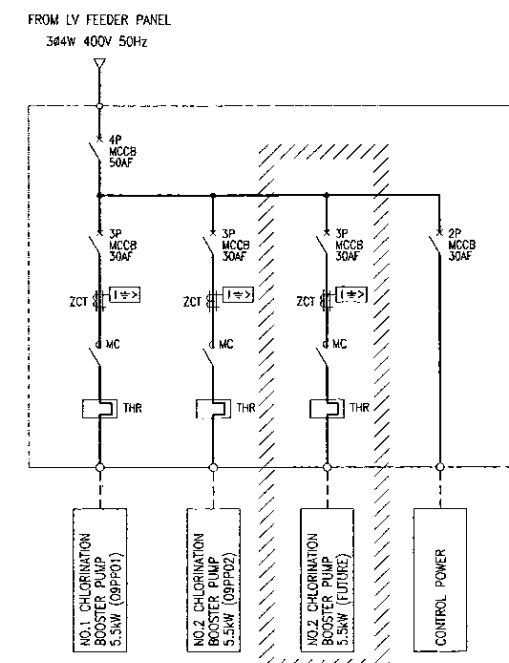 FROM LV FEEDER PANEL
3ø4W 400V 50Hz
4P
MCCB
50AF
3P
MCCB
30AF
3P
MCCB
30AF
3P
MCCB
30AF
2P
MCCB
30AF
ZCT
ZCT
ZCT
MC
MC
MC
THR
THR
THR
NO.1 CHLORINATION
BOOSTER PUMP
5.5kW (09PP01)
NO.2 CHLORINATION
BOOSTER PUMP
5.5kW (09PP02)
NO.2 CHLORINATION
BOOSTER PUMP
5.5kW (FUTURE)
CONTROL POWER